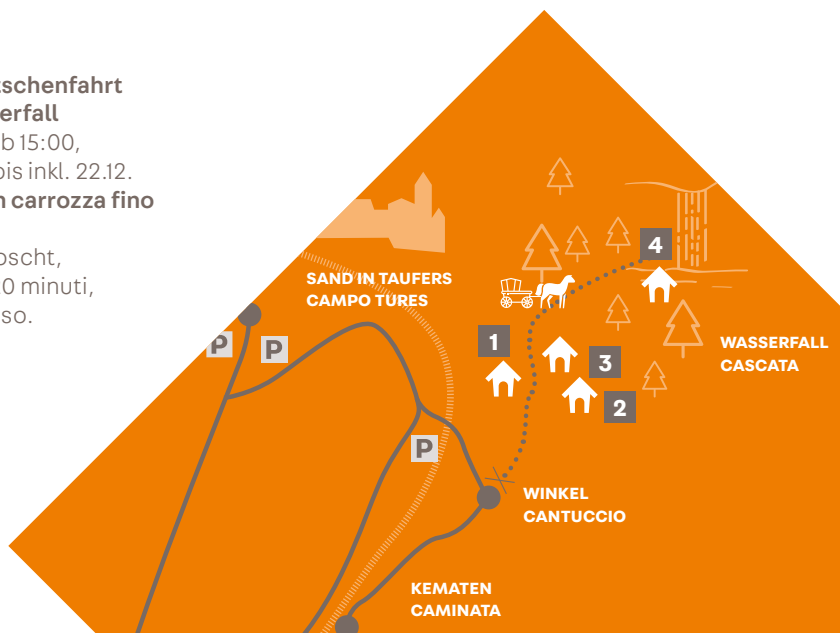 tschenfahrt
erfall
b 15:00,
bis inkl. 22.12.
n carrozza fino
oscht,
0 minuti,
so.
SAND IN TAUFERS
CAMPO TURES
4
1
3
2
P
P
P
WASSERFALL
CASCATA
WINKEL
CANTUCCIO
KEMATEN
CAMINATA